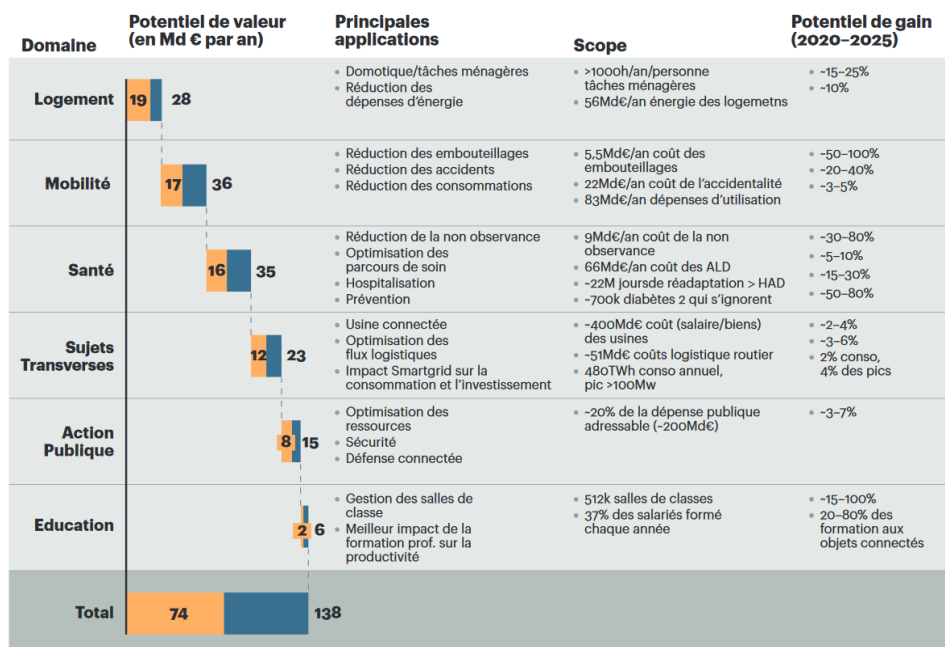 Domaine
Potentiel de valeur
(en Md € par an)
Principales
applications
Scope
Potentiel de gain
(2020–2025)
Logement
19
28
• Domotique/tâches ménagères
• Réduction des
dépenses d'énergie
• >1000h/an/personne
tâches ménagères
• 56Md€/an énergie des logemetns
• ~15–25%
• ~10%
Mobilité
17
36
• Réduction des embouteillages
• Réduction des accidents
• Réduction des consommations
• 5,5Md€/an coût des
embouteillages
• 22Md€/an coût de l'accidentalité
• 83Md€/an dépenses d'utilisation
• ~50–100%
• ~20–40%
• ~3–5%
Santé
16
35
• Réduction de la non observance
• Optimisation des
parcours de soin
• Hospitalisation
• Prévention
• 9Md€/an coût de la non
observance
• 66Md€/an coût des ALD
• ~22M joursde réadaptation > HAD
• ~700k diabètes 2 qui s'ignorent
• ~30–80%
• ~5–10%
• ~15–30%
• ~50–80%
Sujets
Transverses
12
23
• Usine connectée
• Optimisation des
flux logistiques
• Impact Smartgrid sur la
consommation et l'investissement
• ~400Md€ coût (salaire/biens)
des usines
• ~51Md€ coûts logistique routier
• 480TWh conso annuel,
pic >100Mw
• ~2–4%
• ~3–6%
• 2% conso,
4% des pics
Action
Publique
8
15
• Optimisation des
ressources
• Sécurité
• Défense connectée
• ~20% de la dépense publique
adressable (~200Md€)
• ~3–7%
Education
2
6
• Gestion des salles de
classe
• Meilleur impact de la
formation prof. sur la
productivité
• 512k salles de classes
• 37% des salariés formé
chaque année
• ~15–100%
• 20–80% des
formation aux
objets connectés
Total
74
138